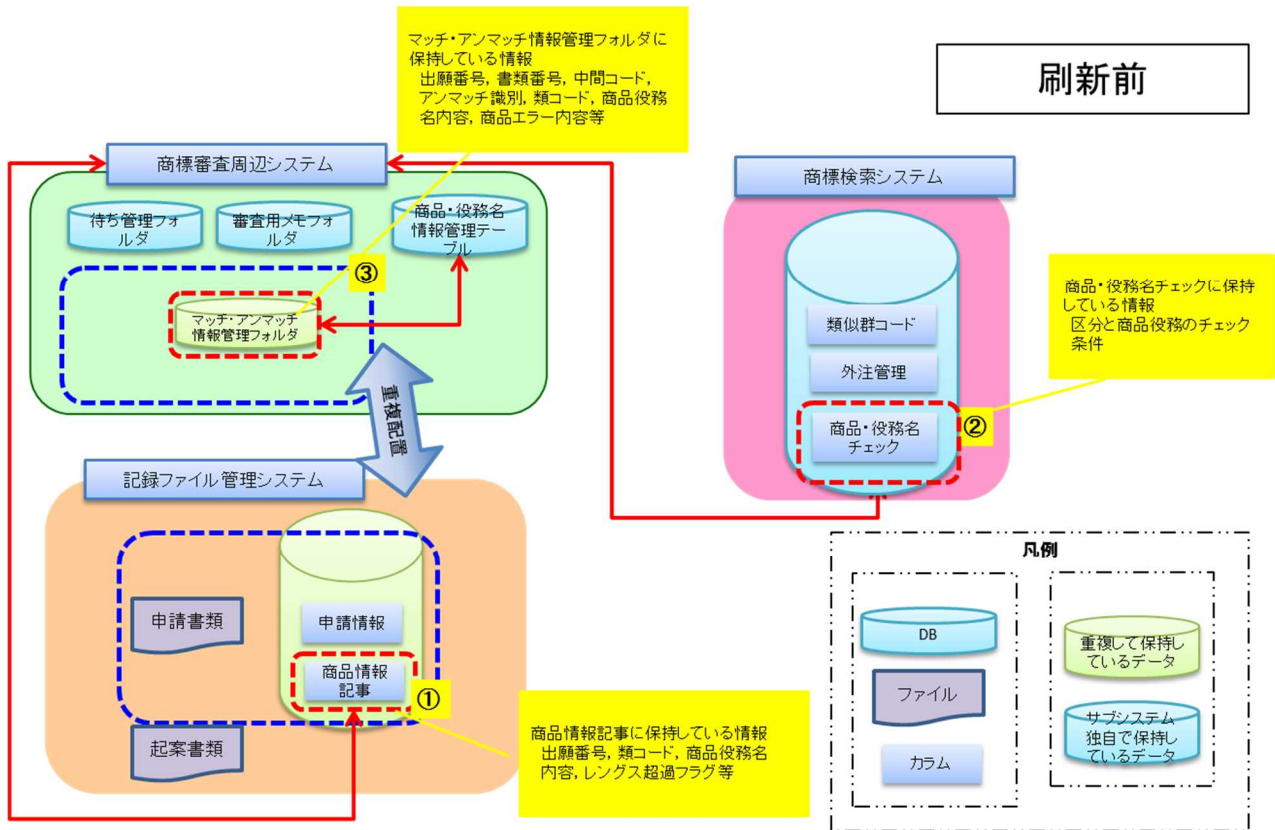 刷新前
マッチ・アンマッチ情報管理フォルダに
保持している情報
出願番号, 書類番号, 中間コード,
アンマッチ識別, 類コード, 商品役務
名内容, 商品エラー内容等
商標審査周辺システム
待ち管理フォ
ルダ
審査用メモフォ
ルダ
商品・役務名
情報管理テー
ブル
③
マッチ・アンマッチ
情報管理フォルダ
重複配置
商標検索システム
類似群コード
外注管理
商品・役務名
チェック
②
商品・役務名チェックに保持
している情報
区分と商品役務のチェック
条件
記録ファイル管理システム
申請書類
起案書類
申請情報
商品情報
記事
①
商品情報記事に保持している情報
出願番号, 類コード, 商品役務名
内容, レングス超過フラグ等
凡例
DB
ファイル
カラム
重複して保持し
ているデータ
サブシステム
独自で保持し
ているデータ